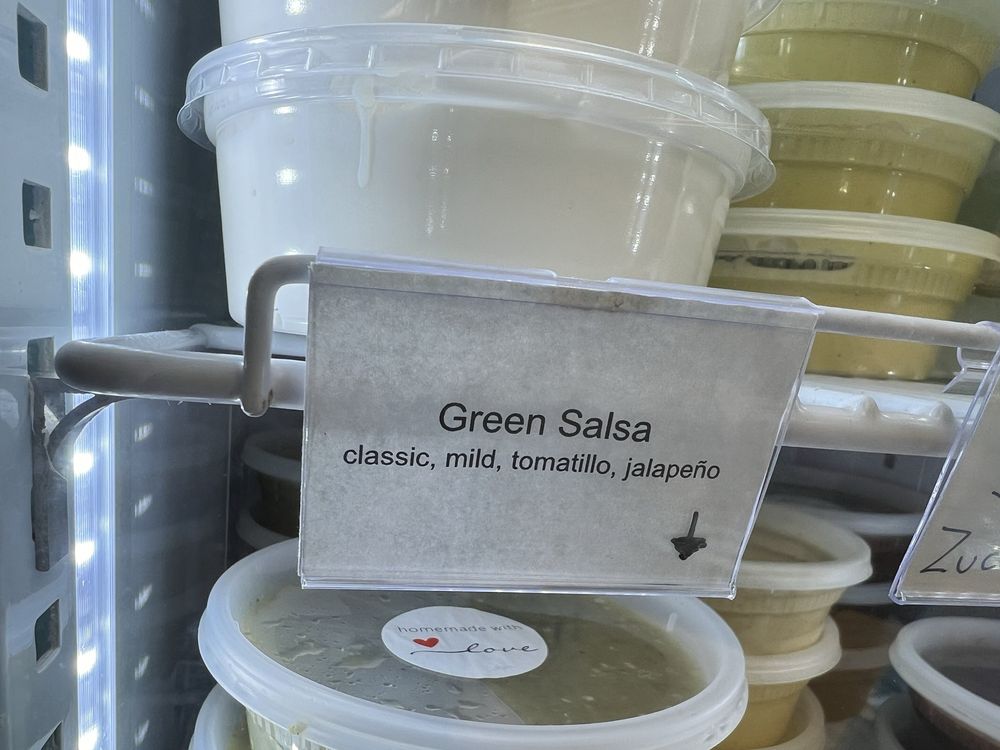 Green Salsa
classic, mild, tomatillo, jalapeño
homemade with
love